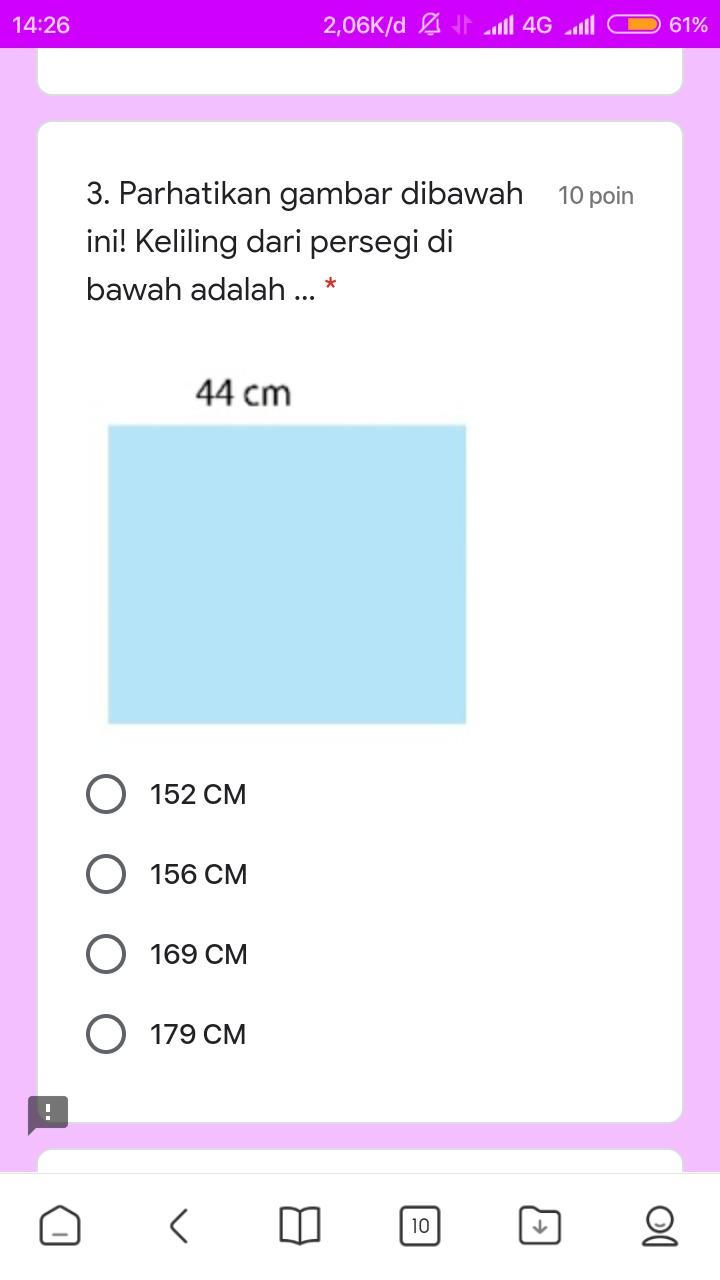 14:26 2,06K/d 4G 61%
3. Parhatikan gambar dibawah 10 poin
ini! Keliling dari persegi di
bawah adalah ... *
44 cm
152 CM
156 CM
169 CM
179 CM
!
10